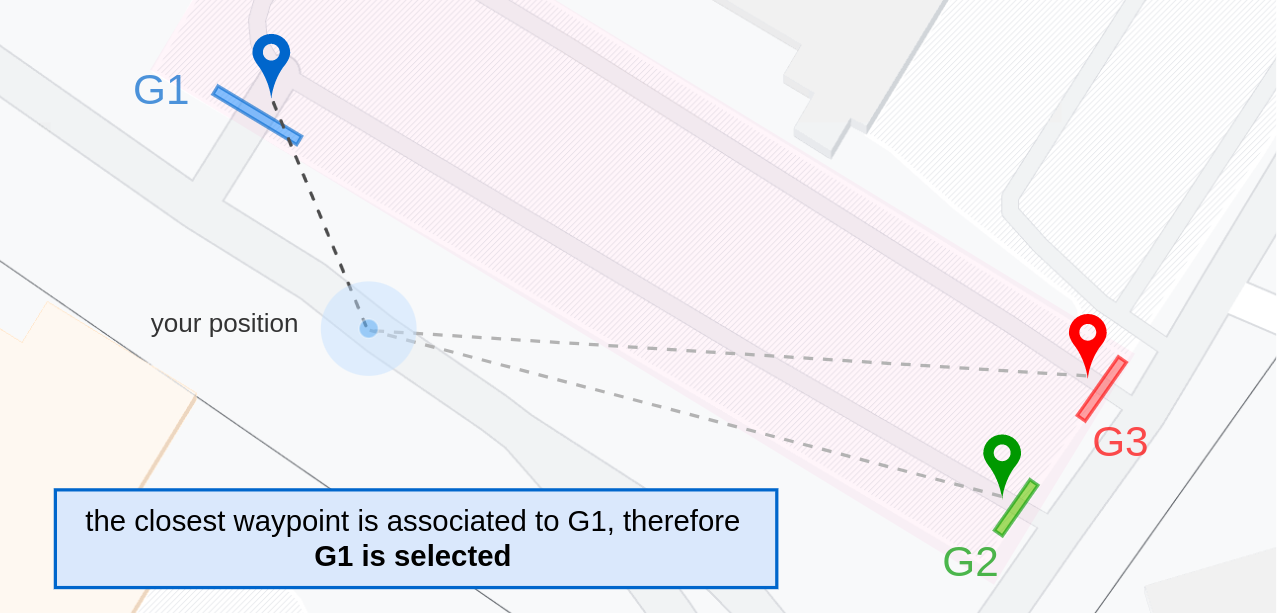 G1
your position
G3
the closest waypoint is associated to G1, therefore
G1 is selected
G2